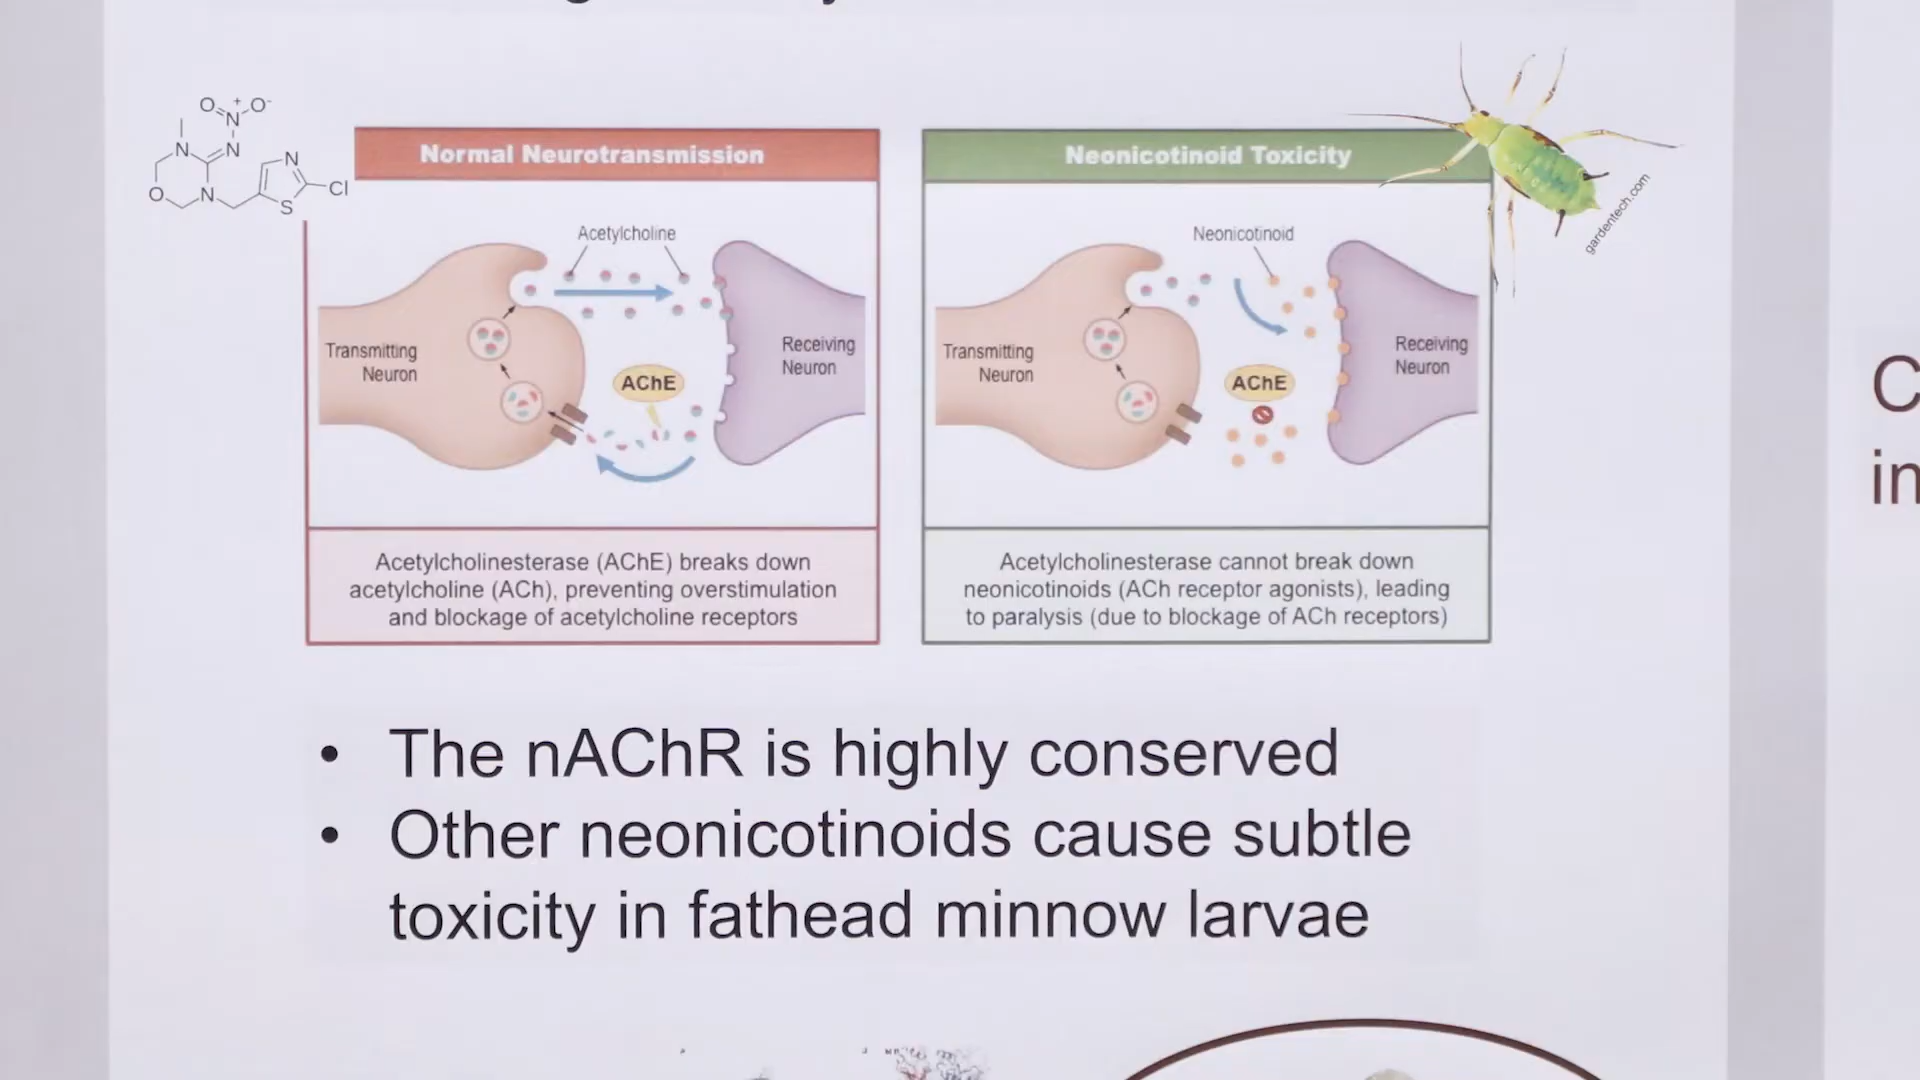 Normal Neurotransmission
Acetylcholine
Transmitting
Neuron
Receiving
Neuron
AChE
Acetylcholinesterase (AChE) breaks down
acetylcholine (ACh), preventing overstimulation
and blockage of acetylcholine receptors
Neonicotinoid Toxicity
Neonicotinoid
Transmitting
Neuron
Receiving
Neuron
AChE
Acetylcholinesterase cannot break down
neonicotinoids (ACh receptor agonists), leading
to paralysis (due to blockage of ACh receptors)
gardentech.com
O N + O-
N N N
O N S Cl
• The nAChR is highly conserved
• Other neonicotinoids cause subtle
toxicity in fathead minnow larvae